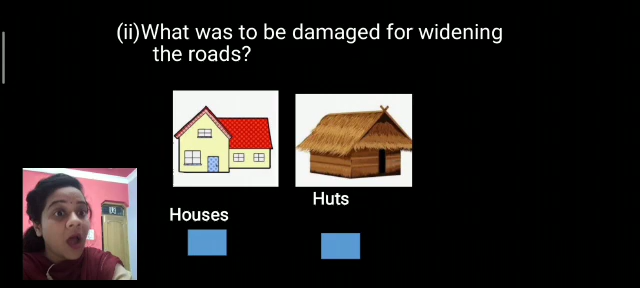 (ii)What was to be damaged for widening
the roads?
Huts
Houses